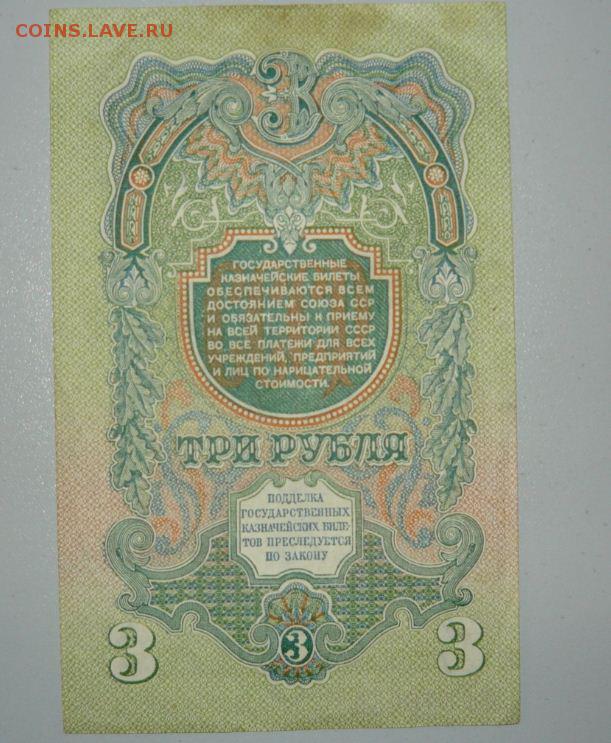 COINS.LAVE.RU
3
ГОСУДАРСТВЕННЫЕ
КАЗНАЧЕЙСКИЕ БИЛЕТЫ
ОБЕСПЕЧИВАЮТСЯ ВСЕМ
ДОСТОЯНИЕМ СОЮЗА ССР
И ОБЯЗАТЕЛЬНЫ К ПРИЕМУ
НА ВСЕЙ ТЕРРИТОРИИ СССР
ВО ВСЕ ПЛАТЕЖИ ДЛЯ ВСЕХ
УЧРЕЖДЕНИЙ, ПРЕДПРИЯТИЙ
И ЛИЦ ПО НАРИЦАТЕЛЬНОЙ
СТОИМОСТИ.
ТРИ РУБЛЯ
ПОДДЕЛКА
ГОСУДАРСТВЕННЫХ
КАЗНАЧЕЙСКИХ БИЛЕ-
ТОВ ПРЕСЛЕДУЕТСЯ
ПО ЗАКОНУ
3 3 3